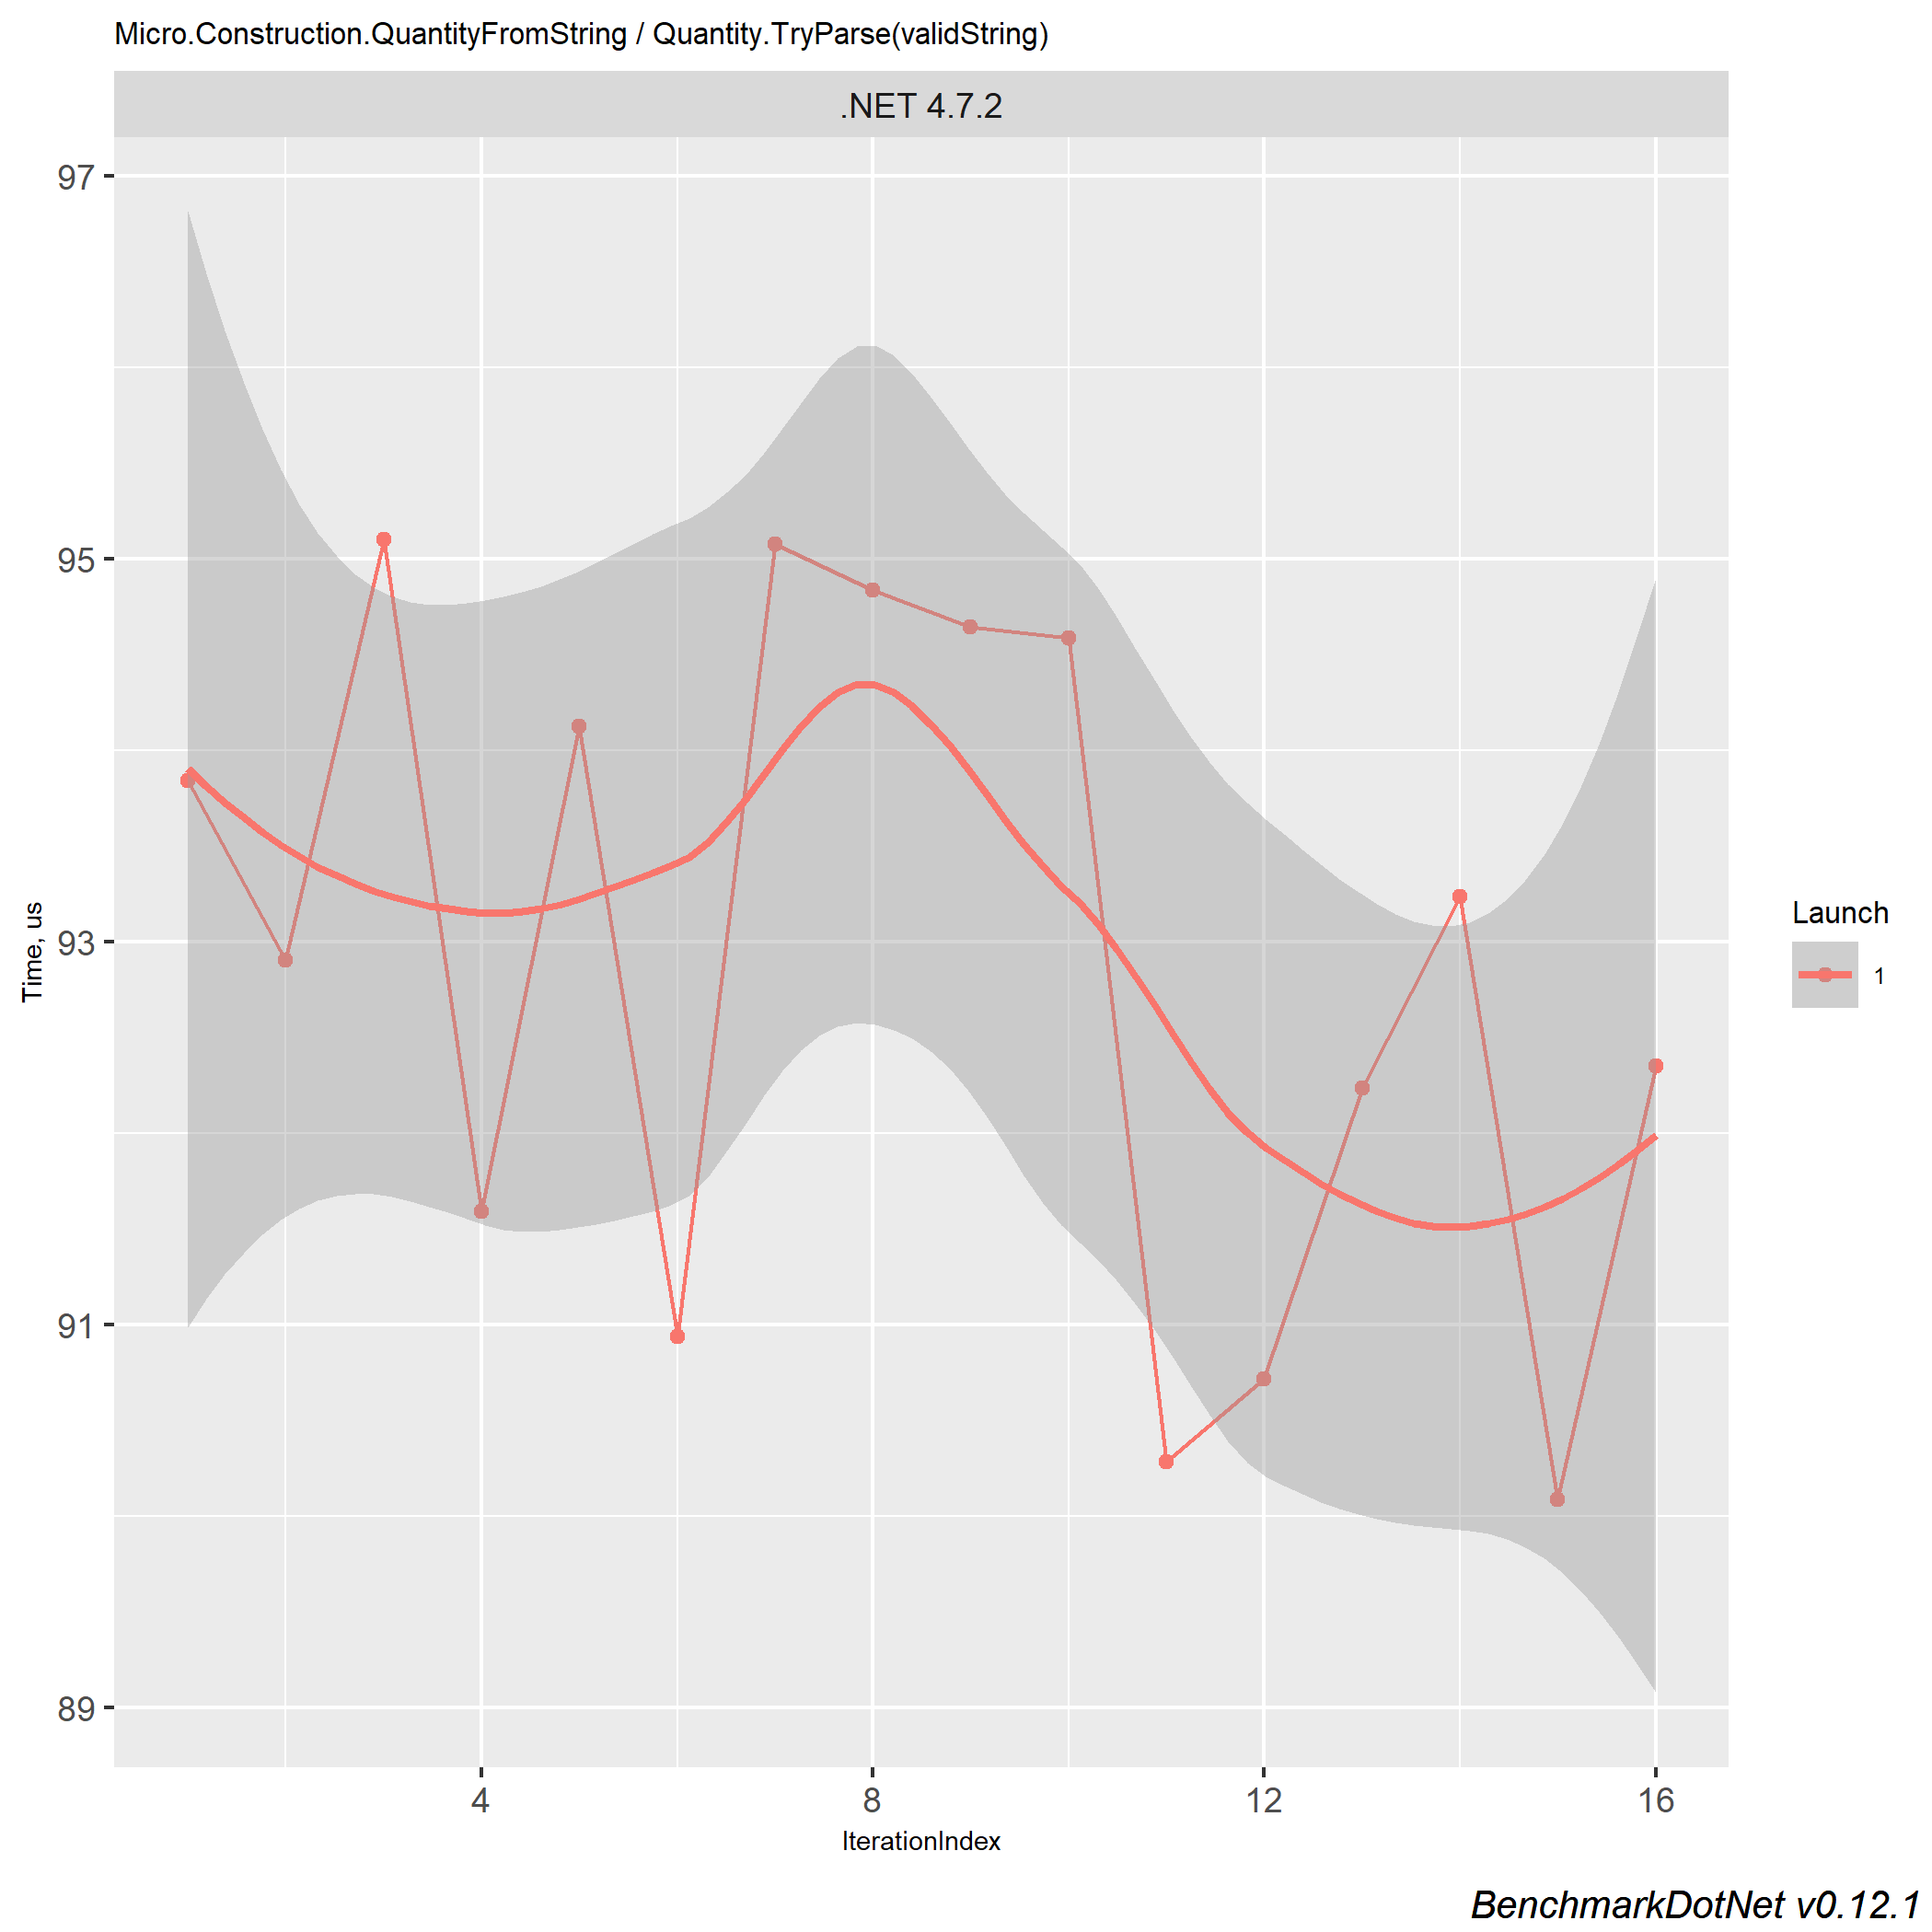 Micro.Construction.QuantityFromString / Quantity.TryParse(validString)
.NET 4.7.2
97
95
93
91
89
Time, us
4 8 12 16
IterationIndex
Launch
1
BenchmarkDotNet v0.12.1